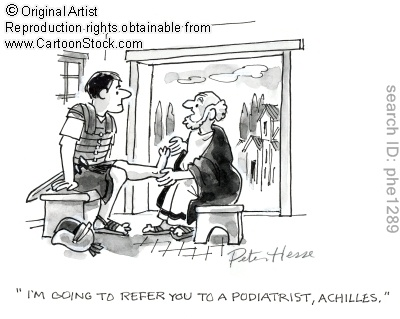 © Original Artist
Reproduction rights obtainable from
www.CartoonStock.com
search ID: phe1289
Peter Hesse
"I'M GOING TO REFER YOU TO A PODIATRIST, ACHILLES."